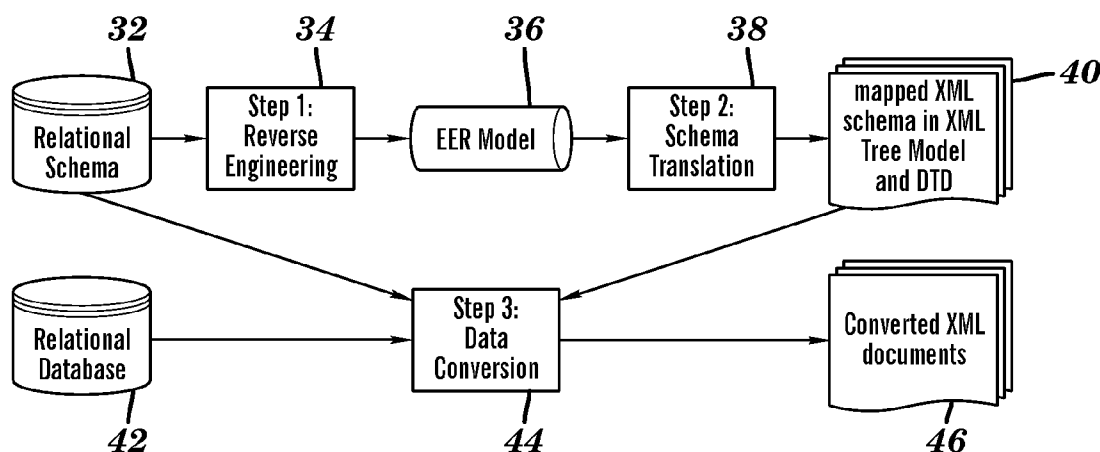 32
34
36
38
40
Relational
Schema
Step 1:
Reverse
Engineering
EER Model
Step 2:
Schema
Translation
mapped XML
schema in XML
Tree Model
and DTD
Relational
Database
Step 3:
Data
Conversion
Converted XML
documents
42
44
46